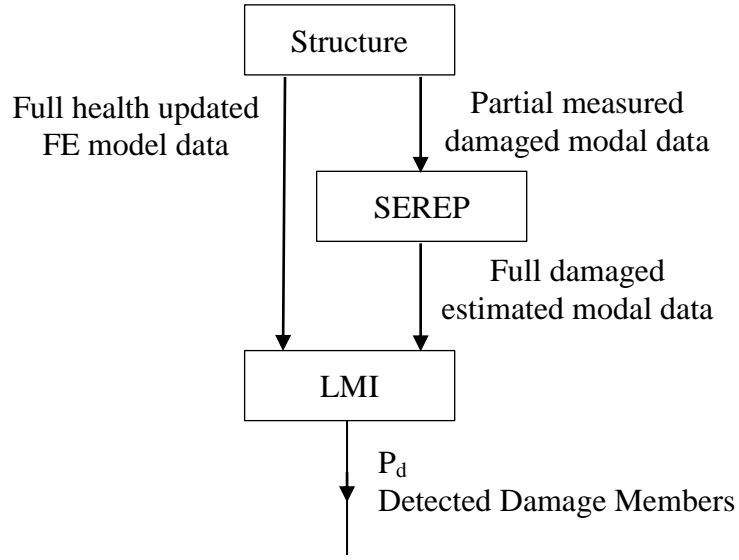 Structure
Full health updated
FE model data
Partial measured
damaged modal data
SEREP
Full damaged
estimated modal data
LMI
P_d
Detected Damage Members